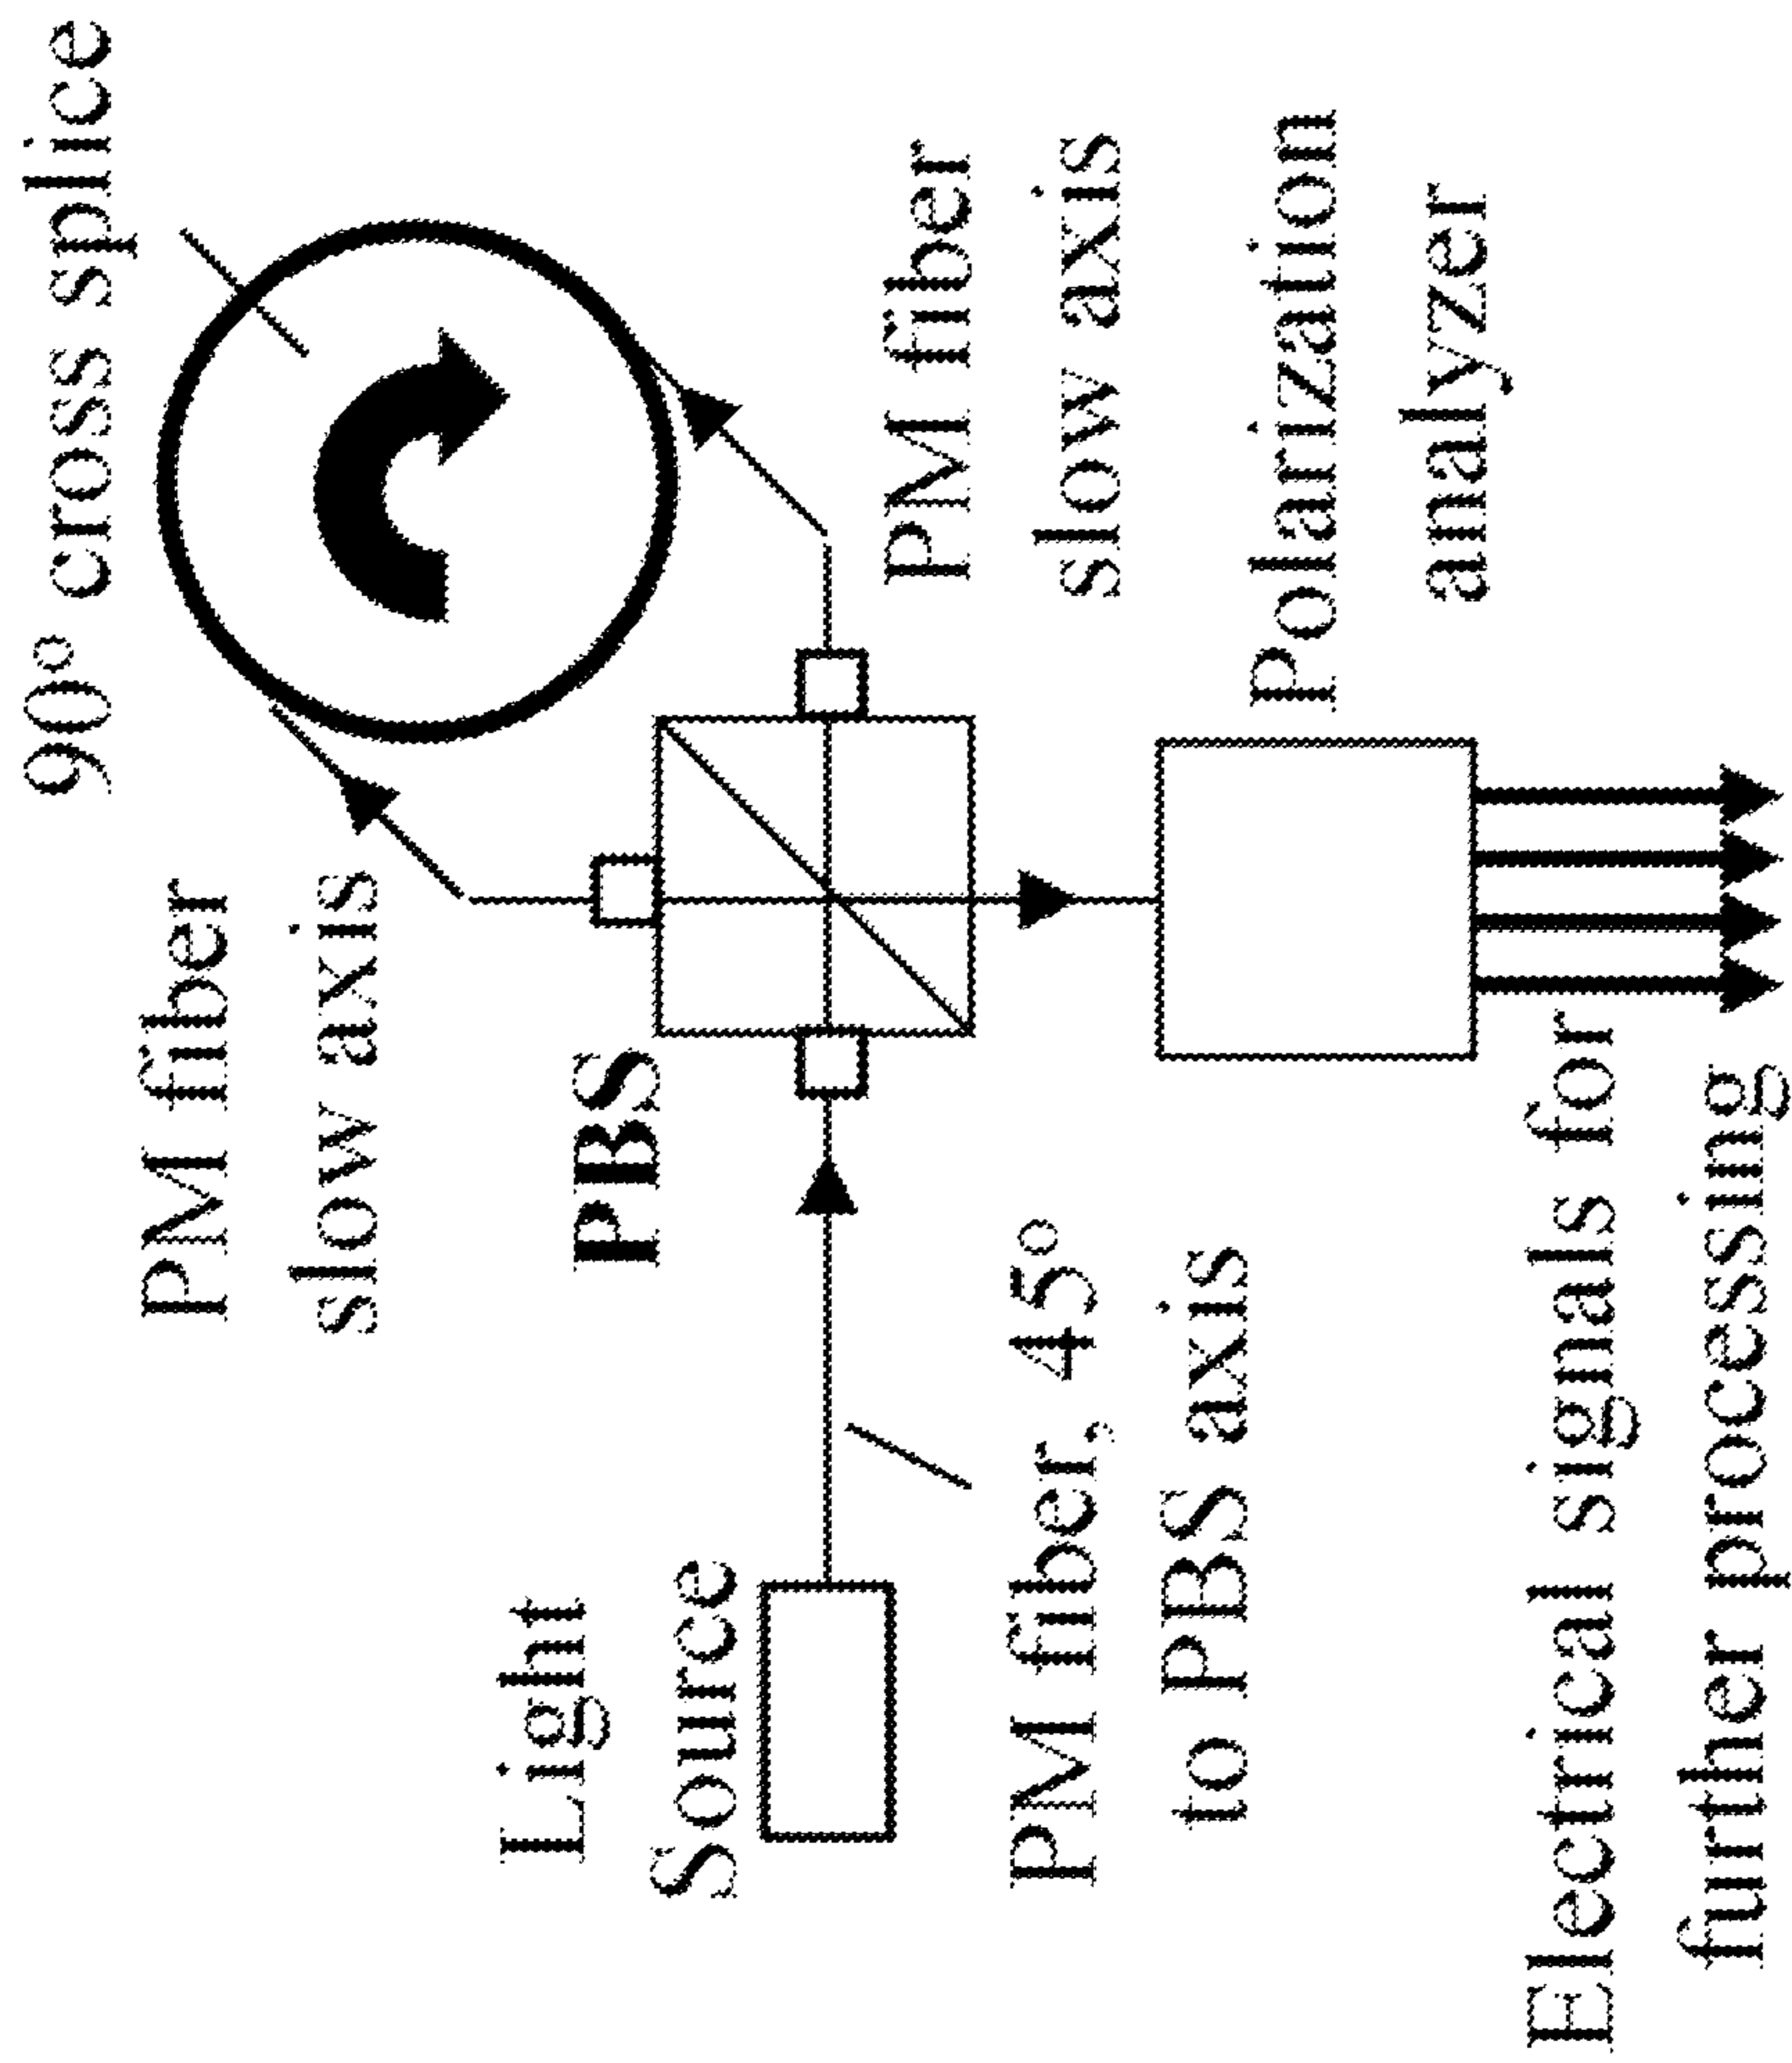 90° cross splice
PM fiber
slow axis
PBS
Light
Source
PM fiber, 45°
to PBS axis
PM fiber
slow axis
Polarization
analyzer
Electrical signals for
further processing